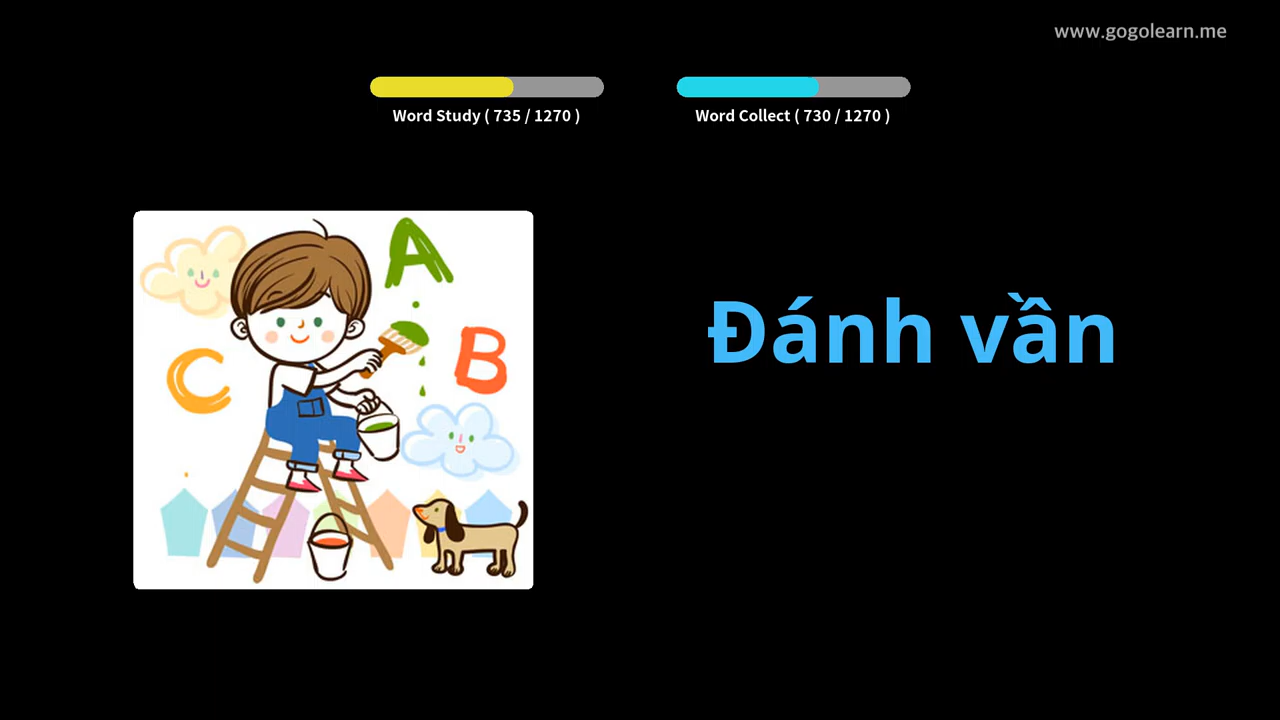 www.gogolearn.me
Word Study ( 735 / 1270 )
Word Collect ( 730 / 1270 )
A
B
C
Đánh vần